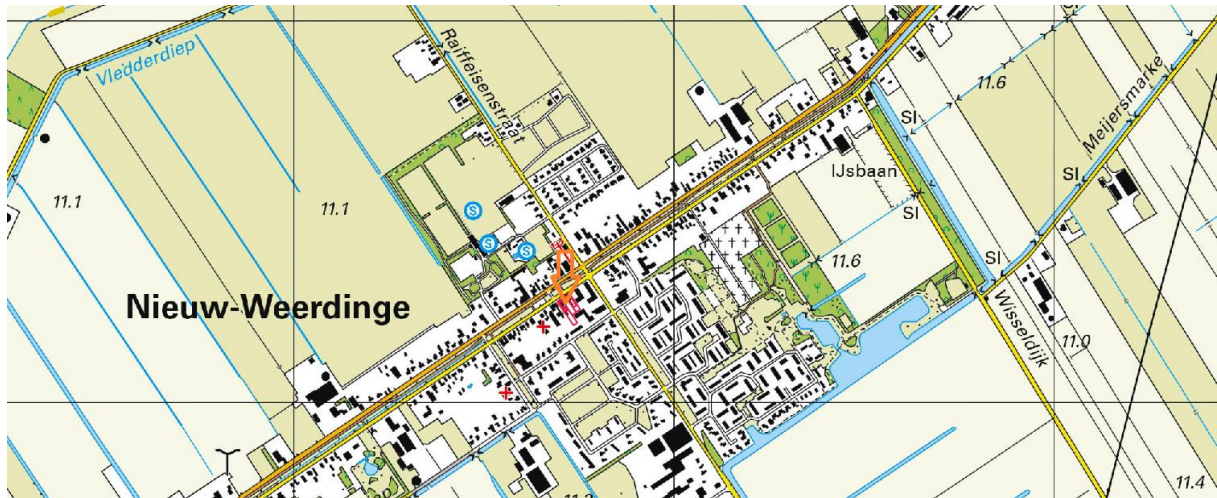 Vledderdiep
Raiffeisenstraat
11.6
SI
Meijersmarke
SI
IJsbaan
SI
11.1
11.1
S
S
S
11.6
SI
Nieuw-Weerdinge
Wisseldijk
11.0
11.4